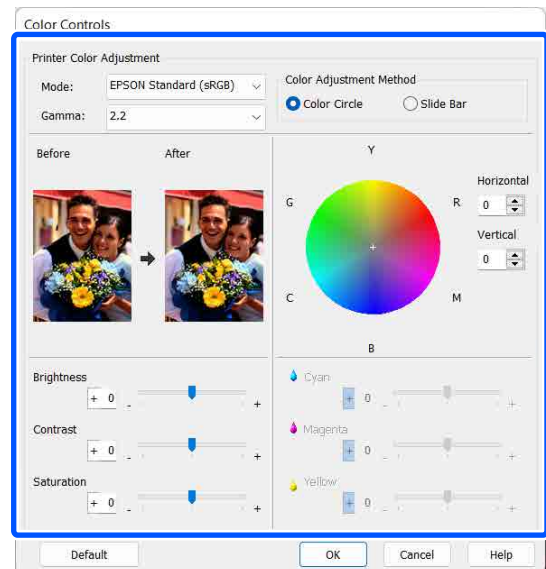 Color Controls
Printer Color Adjustment
Mode: EPSON Standard (sRGB)
Gamma: 2.2
Color Adjustment Method
Color Circle Slide Bar
Before After
Y
G R
C M
B
Horizontal
0
Vertical
0
Brightness
+ 0 - +
Contrast
+ 0 - +
Saturation
+ 0 - +
Cyan
+ 0 - +
Magenta
+ 0 - +
Yellow
+ 0 - +
Default OK Cancel Help